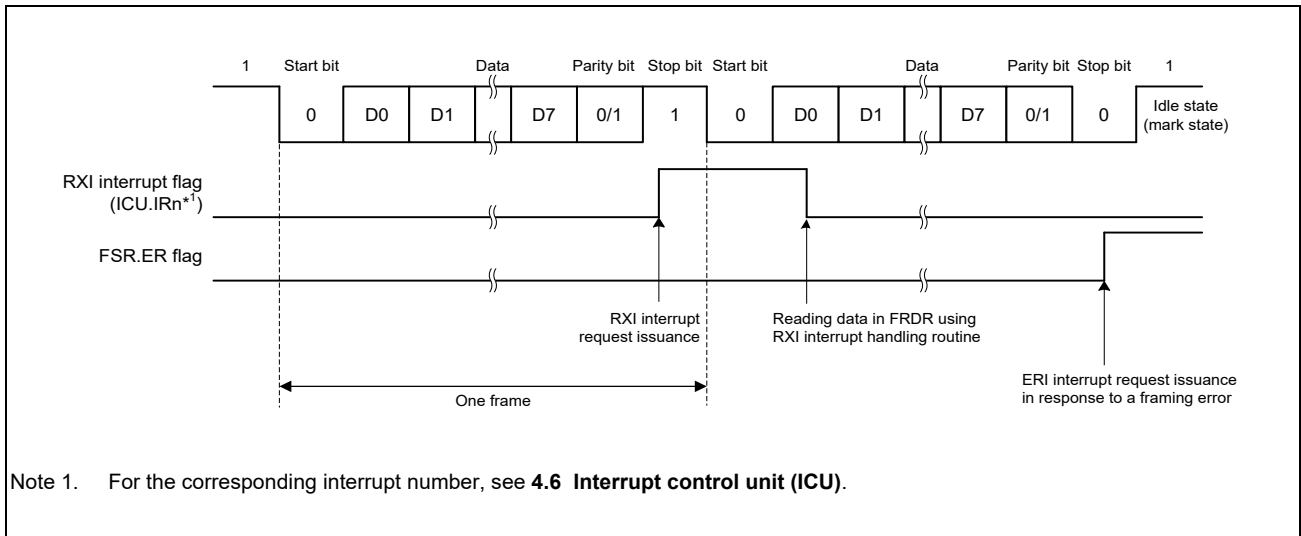 1 Start bit Data Parity bit Stop bit Start bit Data Parity bit Stop bit 1
0 D0 D1 D7 0/1 1 0 D0 D1 D7 0/1 0 Idle state
(mark state)
RXI interrupt flag
(ICU.IRn*1)
FSR.ER flag
RXI interrupt
request issuance
Reading data in FRDR using
RXI interrupt handling routine
ERI interrupt request issuance
in response to a framing error
One frame
Note 1. For the corresponding interrupt number, see 4.6 Interrupt control unit (ICU).